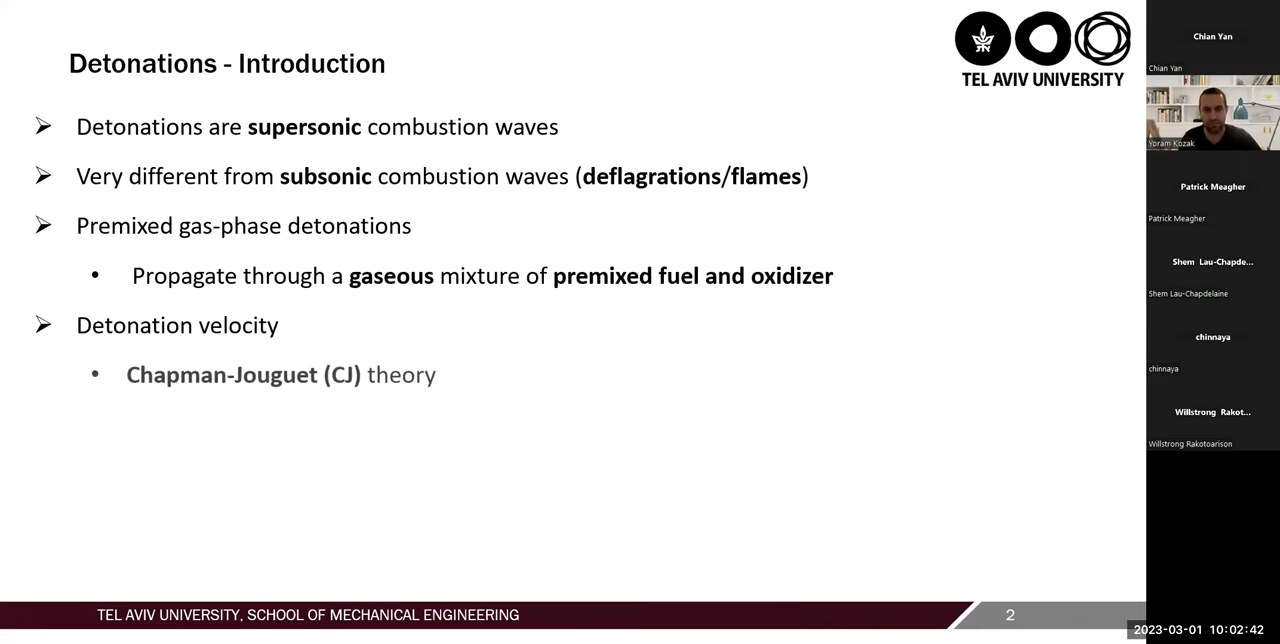 Detonations - Introduction
TEL AVIV UNIVERSITY
➢ Detonations are supersonic combustion waves
➢ Very different from subsonic combustion waves (deflagrations/flames)
➢ Premixed gas-phase detonations
• Propagate through a gaseous mixture of premixed fuel and oxidizer
➢ Detonation velocity
• Chapman-Jouguet (CJ) theory
TEL AVIV UNIVERSITY, SCHOOL OF MECHANICAL ENGINEERING
2
Chian Yan
Chian Yan
Yoram Kozak
Patrick Meagher
Patrick Meagher
Shem Lau-Chapde...
Shem Lau-Chapdelaine
chinnaya
chinnaya
Willstrong Rakot...
Willstrong Rakotoarison
2023-03-01 10:02:42